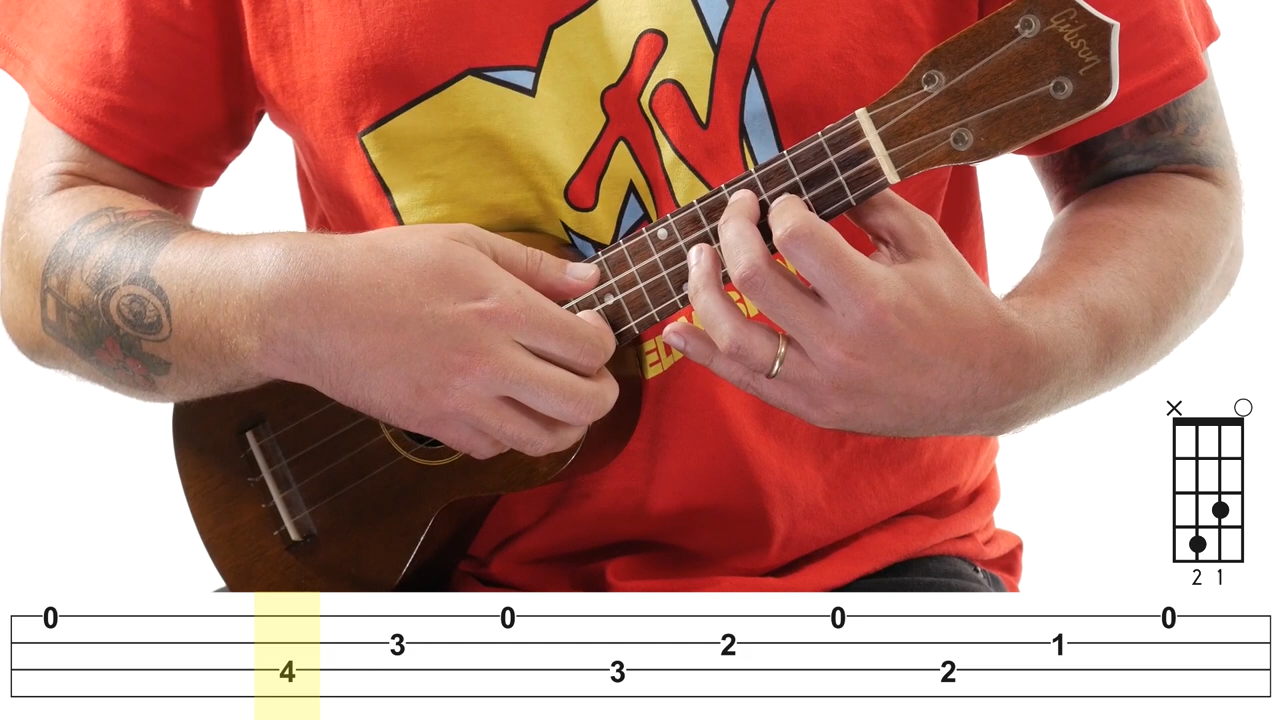 Gibson
MTV
× ○
2 1
0 0 0 0
3 2 1
4 3 2